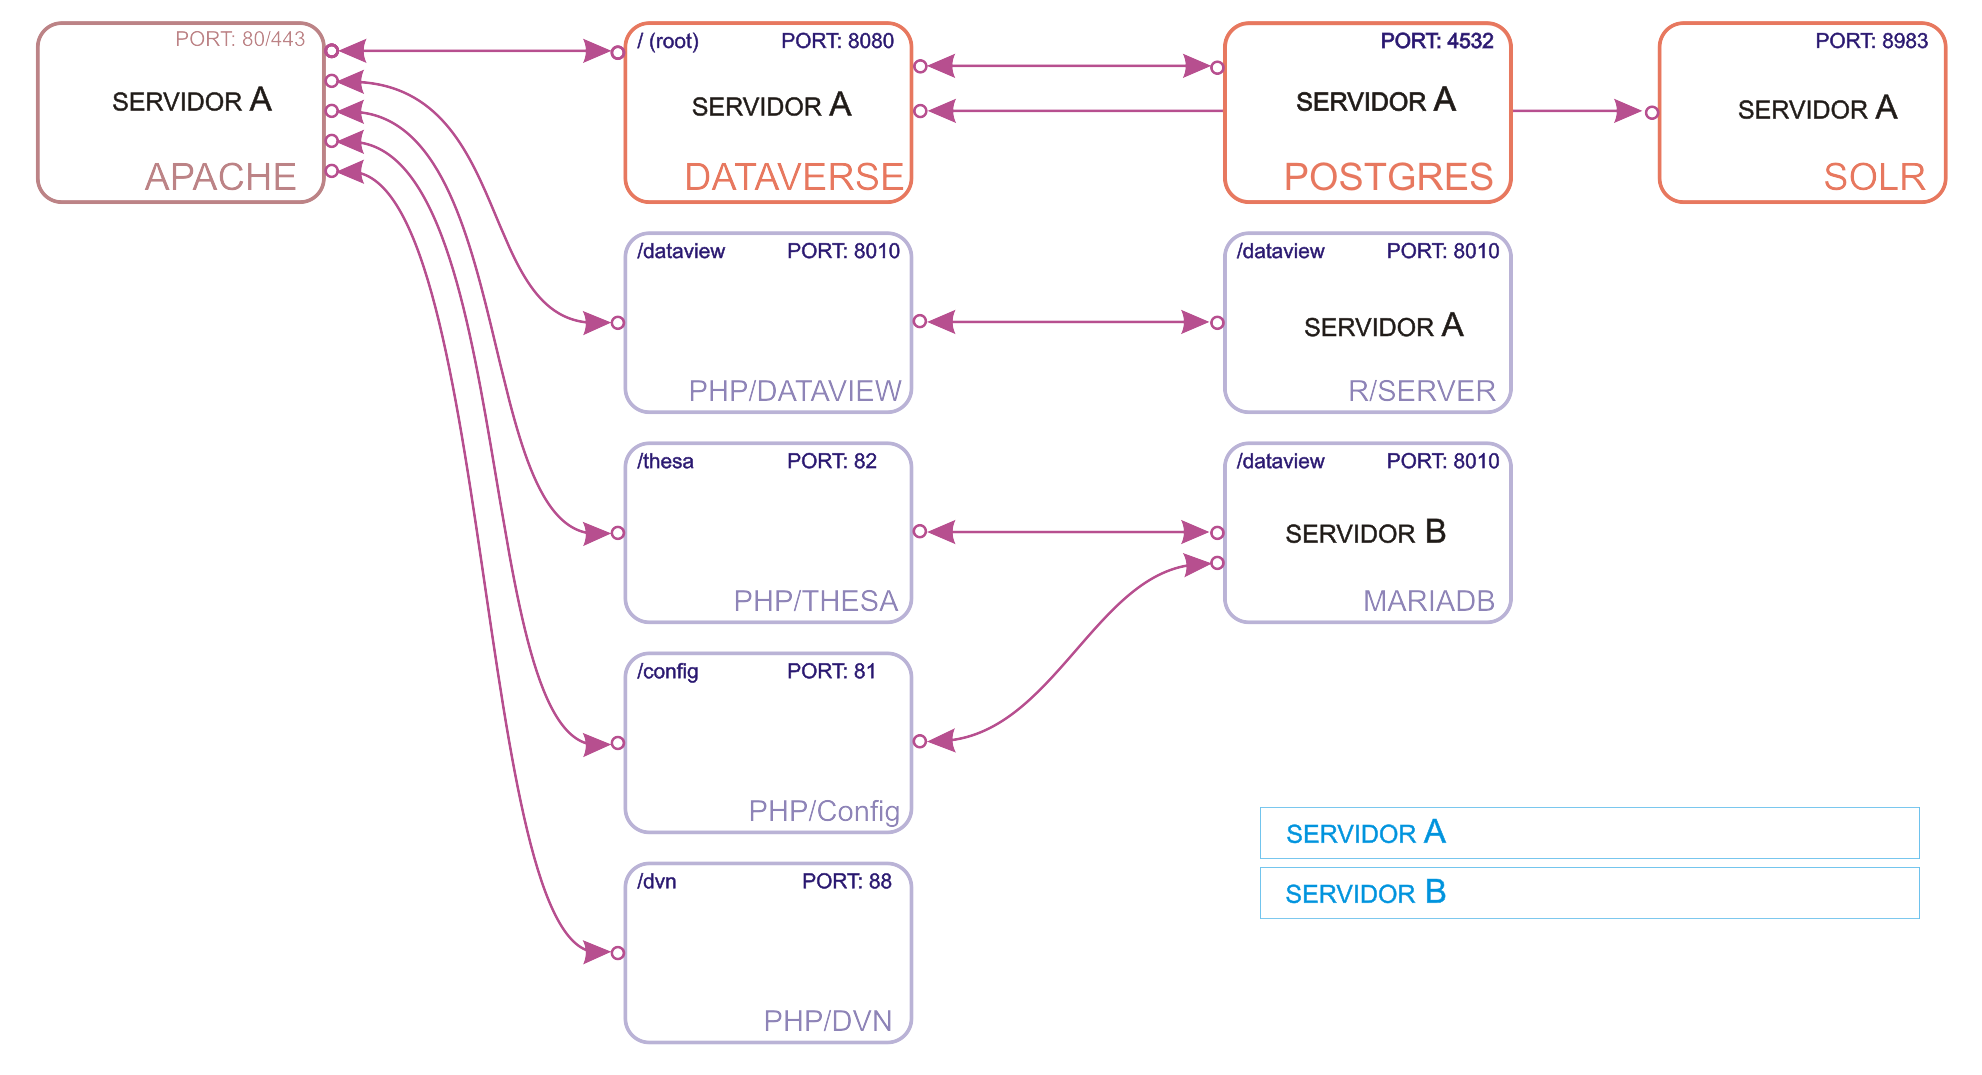 PORT: 80/443
SERVIDOR A
APACHE
/ (root) PORT: 8080
SERVIDOR A
DATAVERSE
PORT: 4532
SERVIDOR A
POSTGRES
PORT: 8983
SERVIDOR A
SOLR
/dataview PORT: 8010
PHP/DATAVIEW
/dataview PORT: 8010
SERVIDOR A
R/SERVER
/thesa PORT: 82
PHP/THESA
/dataview PORT: 8010
SERVIDOR B
MARIADB
/config PORT: 81
PHP/Config
/dvn PORT: 88
PHP/DVN
SERVIDOR A
SERVIDOR B